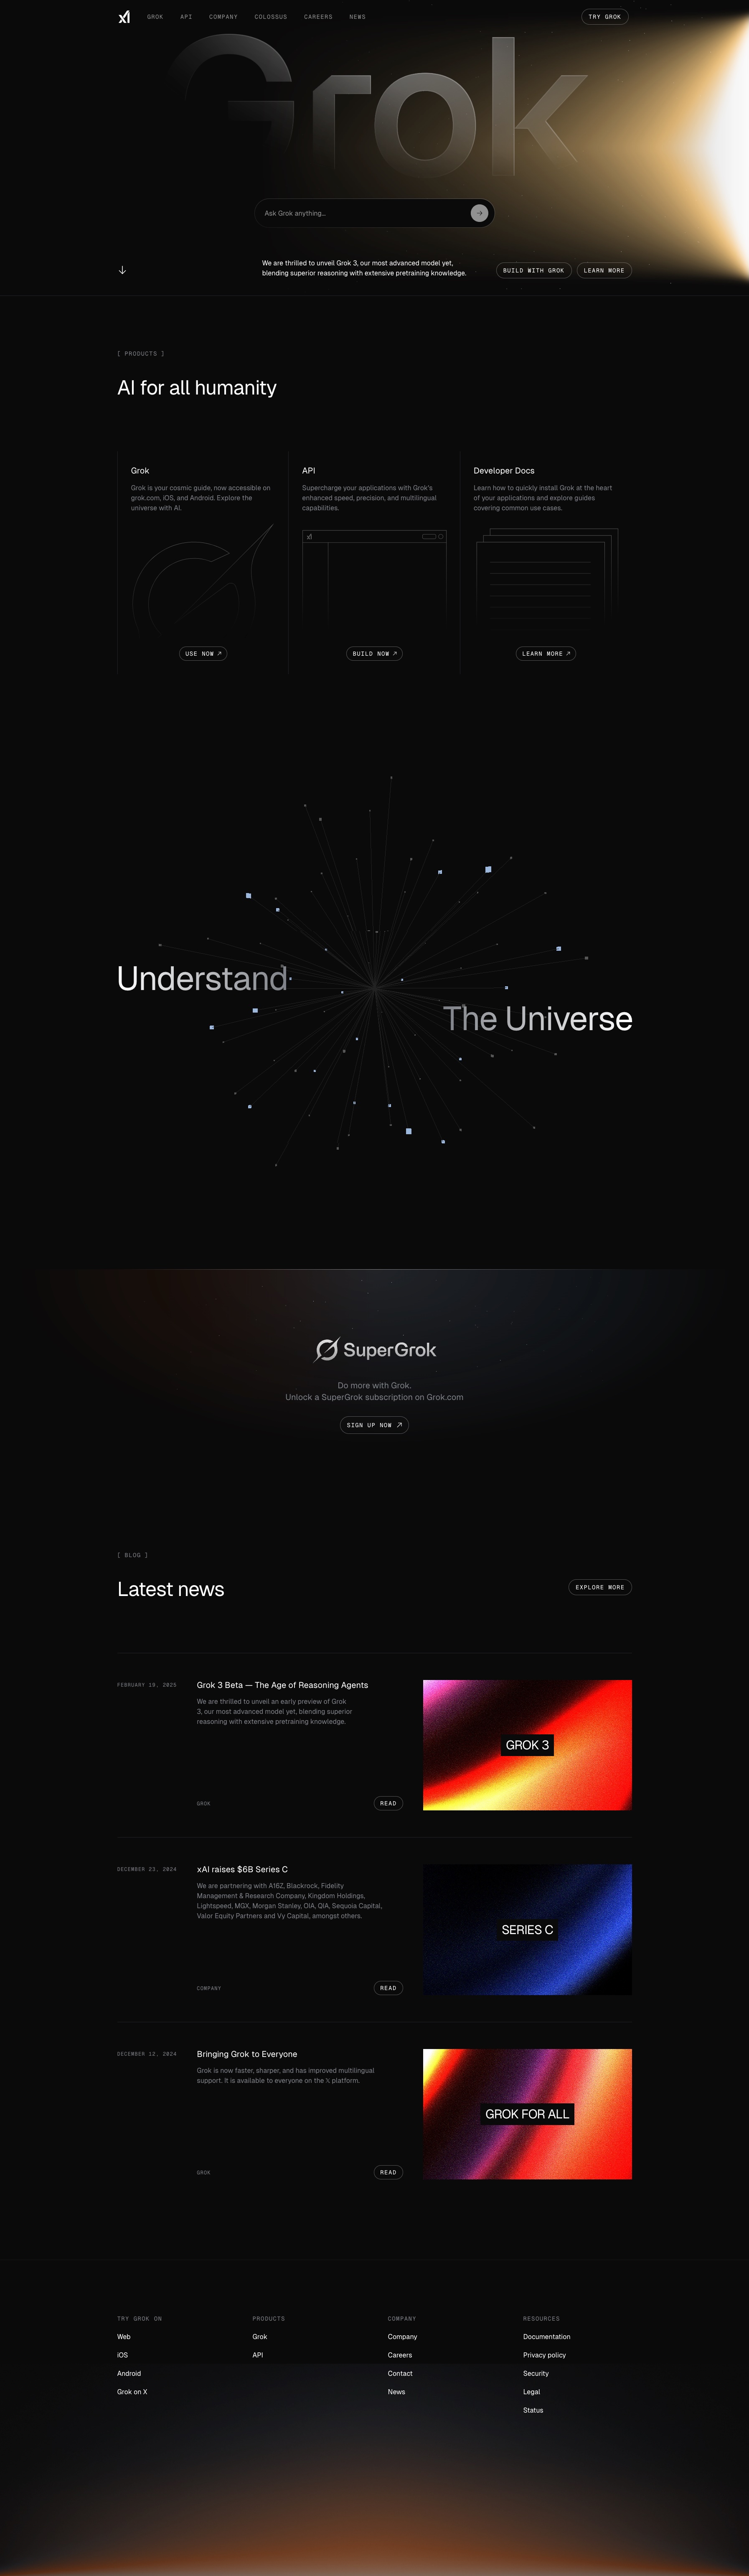 xI
GROK
API
COMPANY
COLOSSUS
CAREERS
NEWS
TRY GROK
Grok
Ask Grok anything...
We are thrilled to unveil Grok 3, our most advanced model yet,
blending superior reasoning with extensive pretraining knowledge.
BUILD WITH GROK
LEARN MORE
[ PRODUCTS ]
AI for all humanity
Grok
Grok is your cosmic guide, now accessible on
grok.com, iOS, and Android. Explore the
universe with AI.
USE NOW
API
Supercharge your applications with Grok's
enhanced speed, precision, and multilingual
capabilities.
xI
BUILD NOW
Developer Docs
Learn how to quickly install Grok at the heart
of your applications and explore guides
covering common use cases.
LEARN MORE
Understand
The Universe
SuperGrok
Do more with Grok.
Unlock a SuperGrok subscription on Grok.com
SIGN UP NOW
[ BLOG ]
Latest news
EXPLORE MORE
FEBRUARY 19, 2025
Grok 3 Beta — The Age of Reasoning Agents
We are thrilled to unveil an early preview of Grok
3, our most advanced model yet, blending superior
reasoning with extensive pretraining knowledge.
GROK
READ
GROK 3
DECEMBER 23, 2024
xAI raises $6B Series C
We are partnering with A16Z, Blackrock, Fidelity
Management & Research Company, Kingdom Holdings,
Lightspeed, MGX, Morgan Stanley, OIA, QIA, Sequoia Capital,
Valor Equity Partners and Vy Capital, amongst others.
COMPANY
READ
SERIES C
DECEMBER 12, 2024
Bringing Grok to Everyone
Grok is now faster, sharper, and has improved multilingual
support. It is available to everyone on the 𝕏 platform.
GROK
READ
GROK FOR ALL
TRY GROK ON
Web
iOS
Android
Grok on X
PRODUCTS
Grok
API
COMPANY
Company
Careers
Contact
News
RESOURCES
Documentation
Privacy policy
Security
Legal
Status